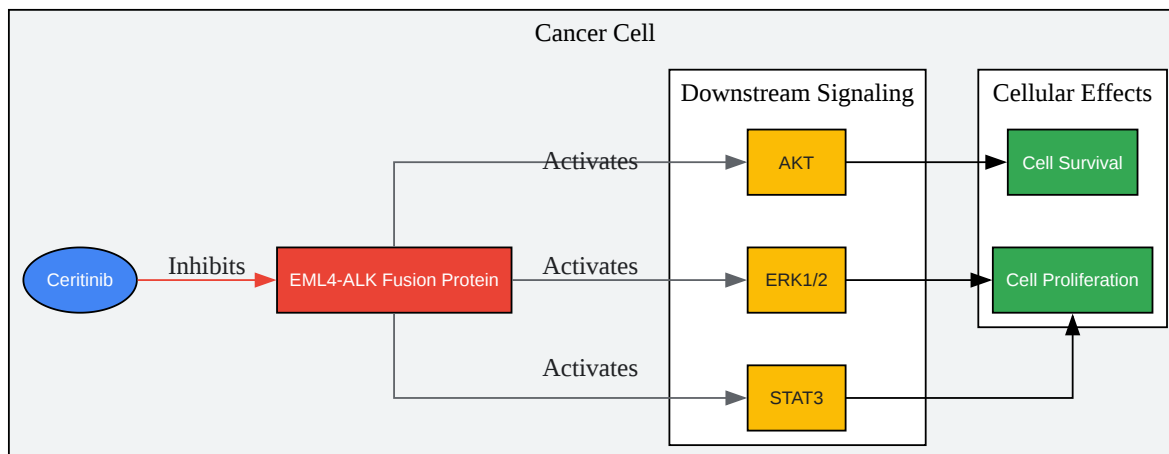 Cancer Cell
Downstream Signaling
Cellular Effects
Activates
AKT
Cell Survival
Ceritinib
Inhibits
EML4-ALK Fusion Protein
Activates
ERK1/2
Cell Proliferation
Activates
STAT3